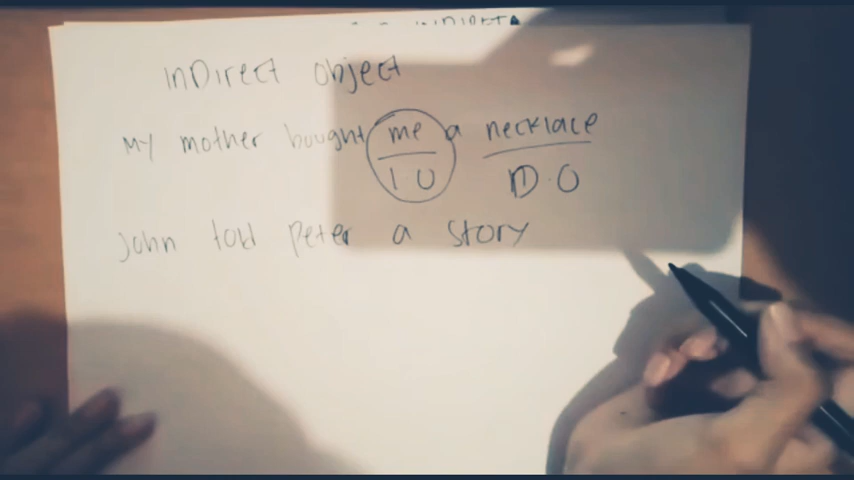 InDirect object
My mother bought me a necklace
I O D.O
John told Peter a story